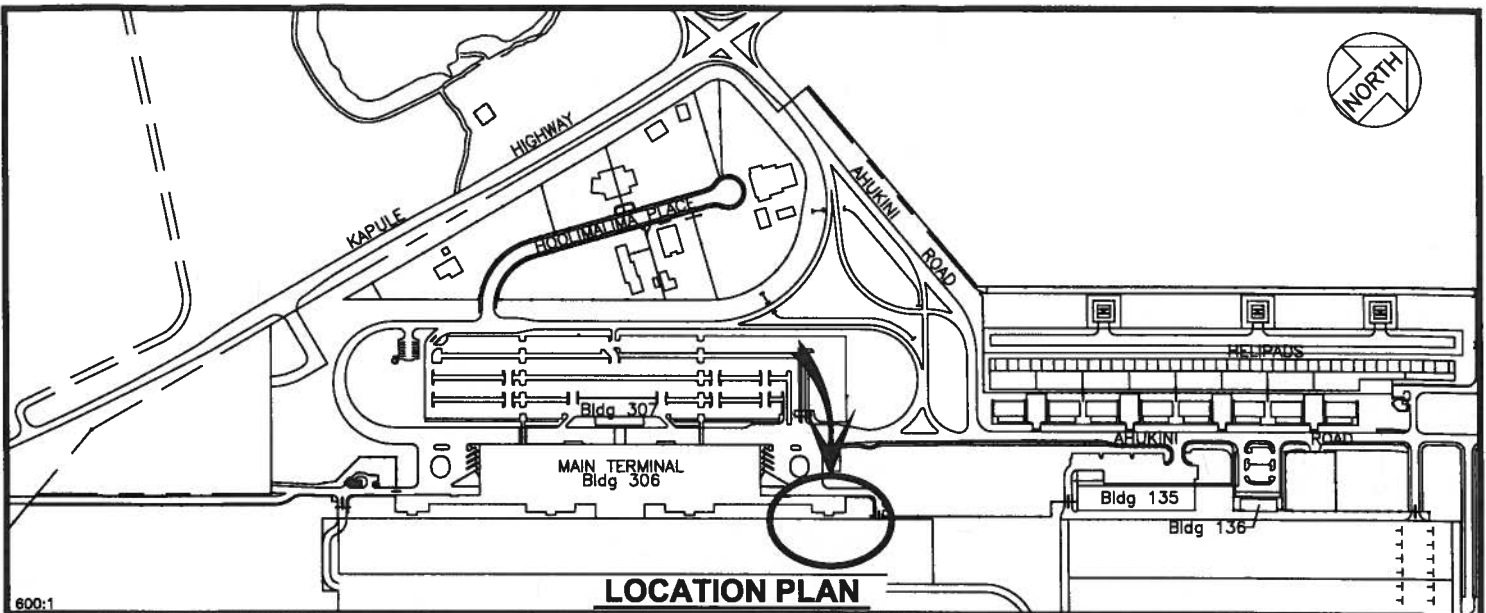 NORTH
HIGHWAY
KAPULE
AHUKINI
ROAD
HOOLIMALIMA PLACE
HELIPADS
Bldg 307
AHUKINI ROAD
MAIN TERMINAL
Bldg 306
Bldg 135
Bldg 136
LOCATION PLAN
600:1